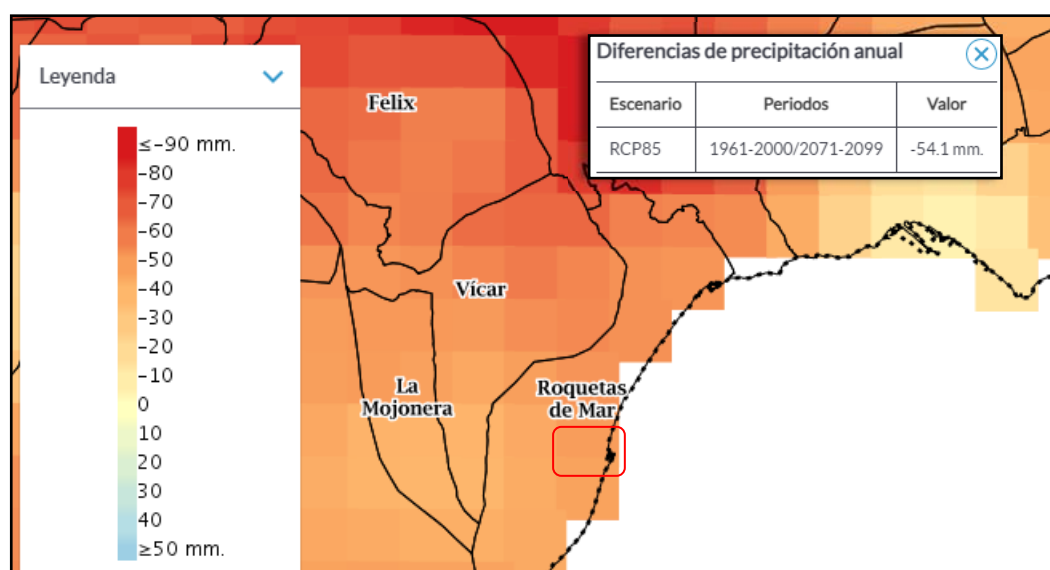 Leyenda
≤-90 mm.
-80
-70
-60
-50
-40
-30
-20
-10
0
10
20
30
40
≥50 mm.
Diferencias de precipitación anual
Escenario Periodos Valor
RCP85 1961-2000/2071-2099 -54.1 mm.
Felix
Vícar
La
Mojonera
Roquetas
de Mar